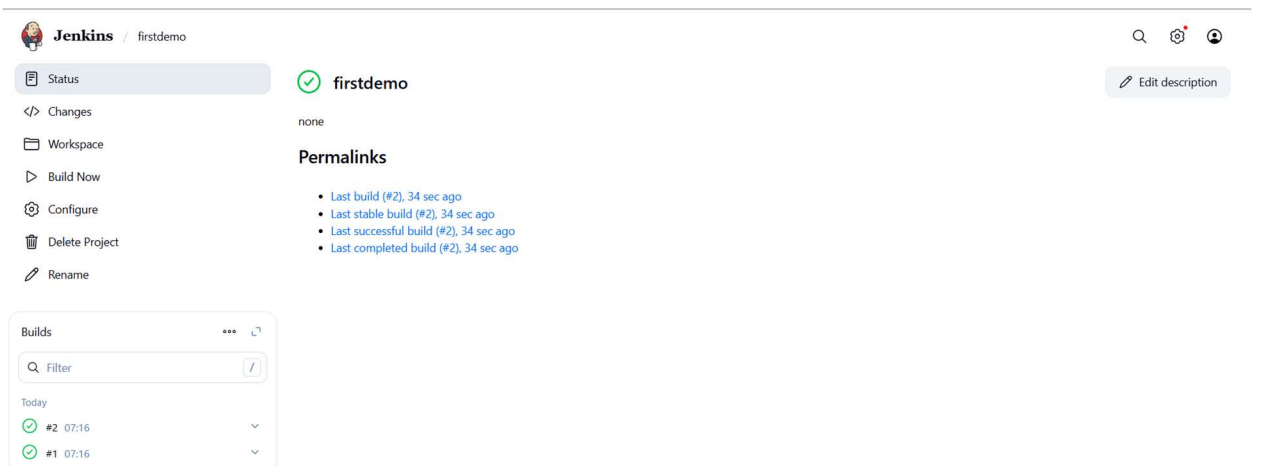 Jenkins / firstdemo
Status
Changes
Workspace
Build Now
Configure
Delete Project
Rename
firstdemo
Edit description
none
Permalinks
Last build (#2), 34 sec ago
Last stable build (#2), 34 sec ago
Last successful build (#2), 34 sec ago
Last completed build (#2), 34 sec ago
Builds
Filter /
Today
#2 07:16
#1 07:16